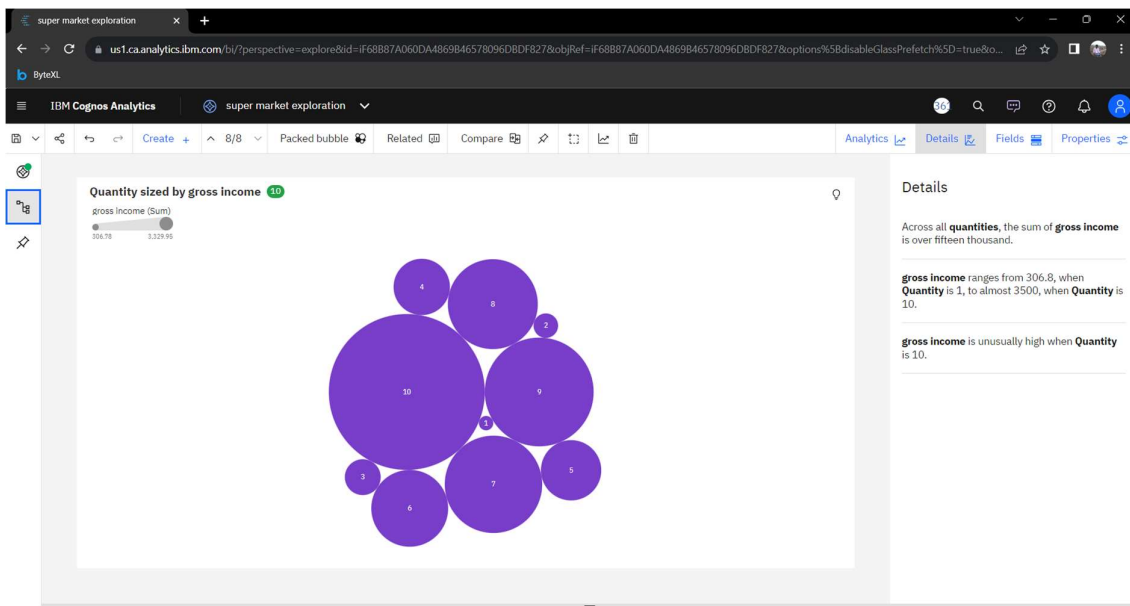 super market exploration
us1.ca.analytics.ibm.com/bi/?perspective=explore&id=iF68B87A060DA4869B46578096DBDF827&objRef=iF68B87A060DA4869B46578096DBDF827&options%5BdisableGlassPrefetch%5D=true&o...
ByteXL
IBM Cognos Analytics
super market exploration
Create
8/8
Packed bubble
Related
Compare
Analytics
Details
Fields
Properties
Quantity sized by gross income 10
gross income (Sum)
306.78
Details
Across all quantities, the sum of gross income
is over fifteen thousand.
gross income ranges from 306.8, when
Quantity is 1, to almost 3500, when Quantity is
10.
gross income is unusually high when Quantity
is 10.
4
8
2
10
9
1
3
5
7
6